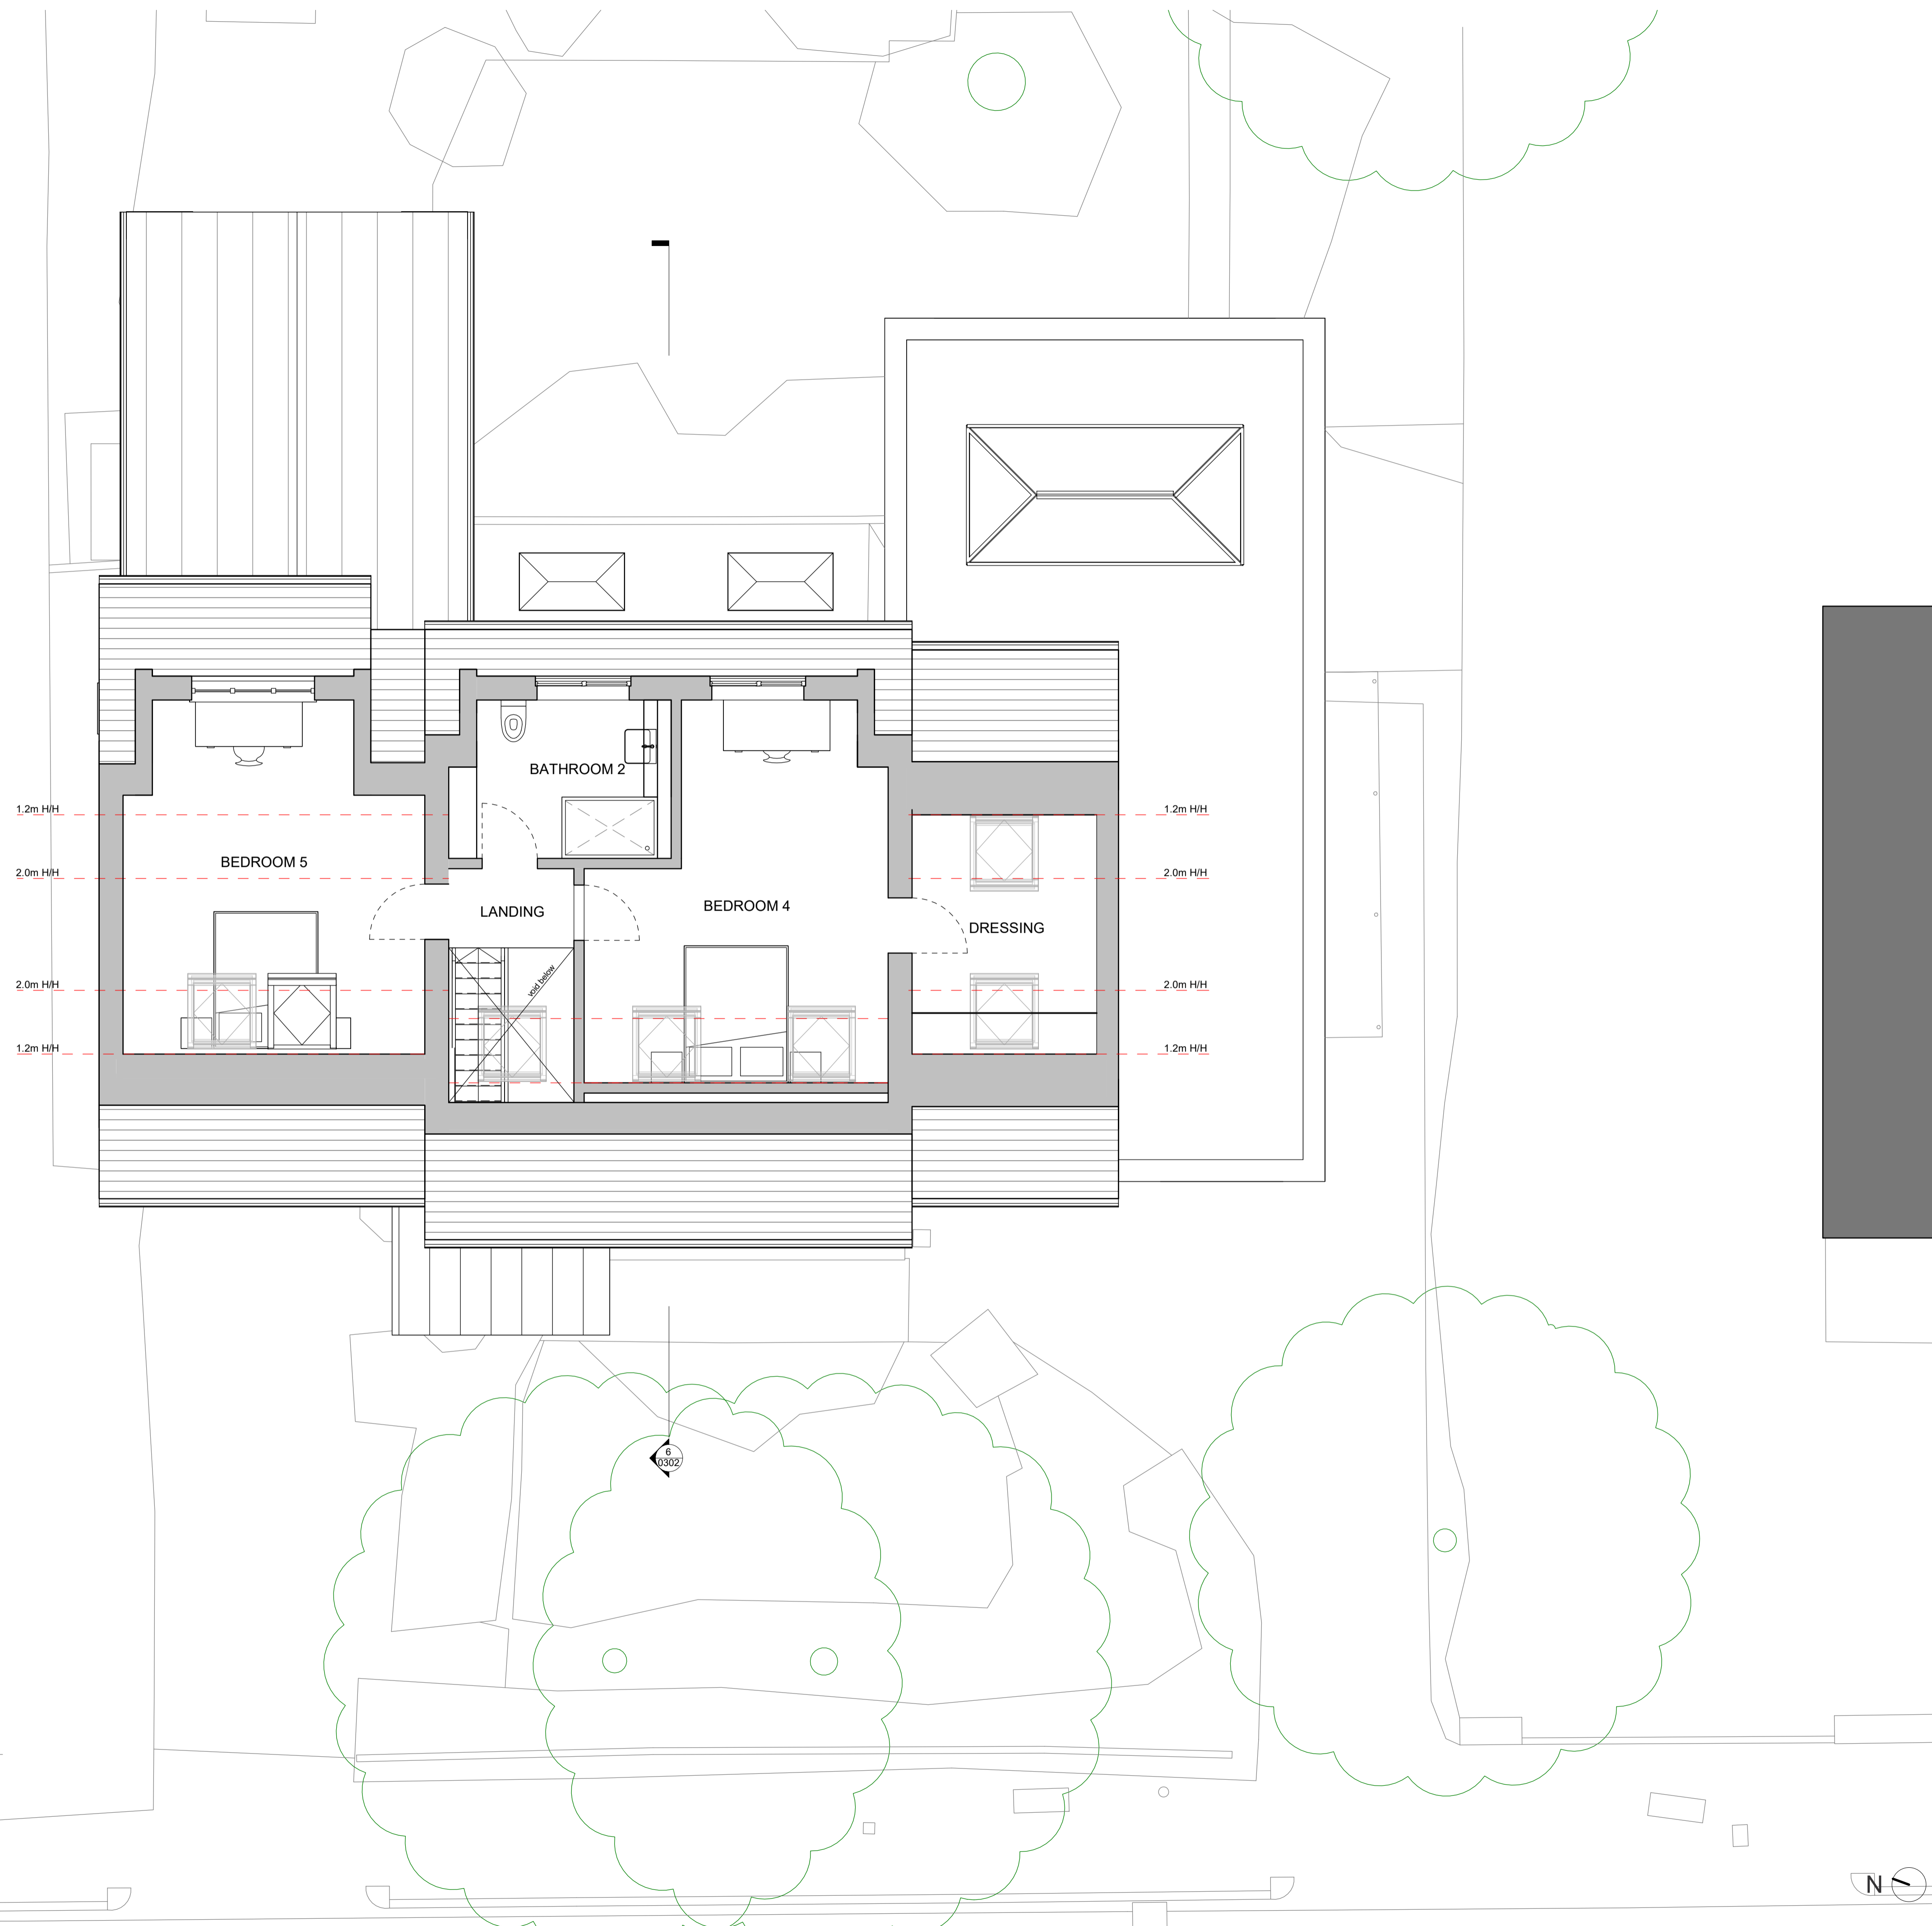 BATHROOM 2
1.2m H/H
1.2m H/H
BEDROOM 5
2.0m H/H
2.0m H/H
BEDROOM 4
LANDING
DRESSING
void below
2.0m H/H
2.0m H/H
1.2m H/H
1.2m H/H
6
0302
N